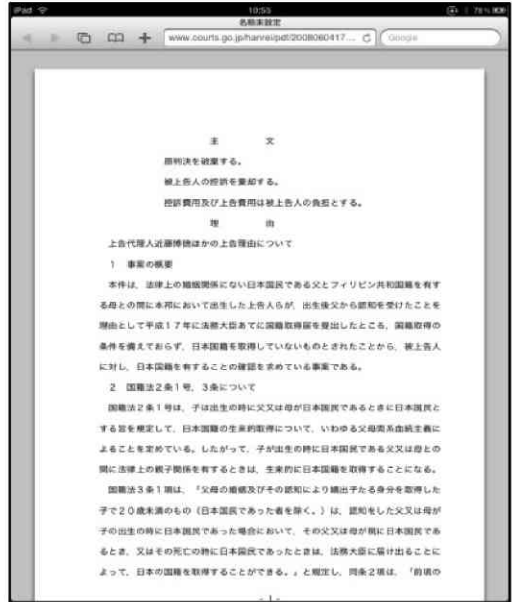 iPad
10:55
78%
名称未設定
www.courts.go.jp/hanrei/pdf/2008060417...
Google
主 文
原判決を破棄する。
被上告人の控訴を棄却する。
控訴費用及び上告費用は被上告人の負担とする。
理 由
上告代理人近藤博徳ほかの上告理由について
1 事案の概要
本件は,法律上の婚姻関係にない日本国民である父とフィリピン共和国籍を有す
る母との間に本邦において出生した上告人らが,出生後父から認知を受けたことを
理由として平成17年に法務大臣あてに国籍取得届を提出したところ,国籍取得の
条件を備えておらず,日本国籍を取得していないものとされたことから,被上告人
に対し,日本国籍を有することの確認を求めている事案である。
2 国籍法2条1号,3条について
国籍法2条1号は,子は出生の時に父又は母が日本国民であるときに日本国民と
する旨を規定して,日本国籍の生来的取得について,いわゆる父母両系血統主義に
よることを定めている。したがって,子が出生の時に日本国民である父又は母との
間に法律上の親子関係を有するときは,生来的に日本国籍を取得することになる。
国籍法3条1項は,「父母の婚姻及びその認知により嫡出子たる身分を取得した
子で20歳未満のもの(日本国民であった者を除く。)は,認知をした父又は母が
子の出生の時に日本国民であった場合において,その父又は母が現に日本国民であ
るとき,又はその死亡の時に日本国民であったときは,法務大臣に届け出ることに
よって,日本の国籍を取得することができる。」と規定し,同条2項は,「前項の
- 1 -